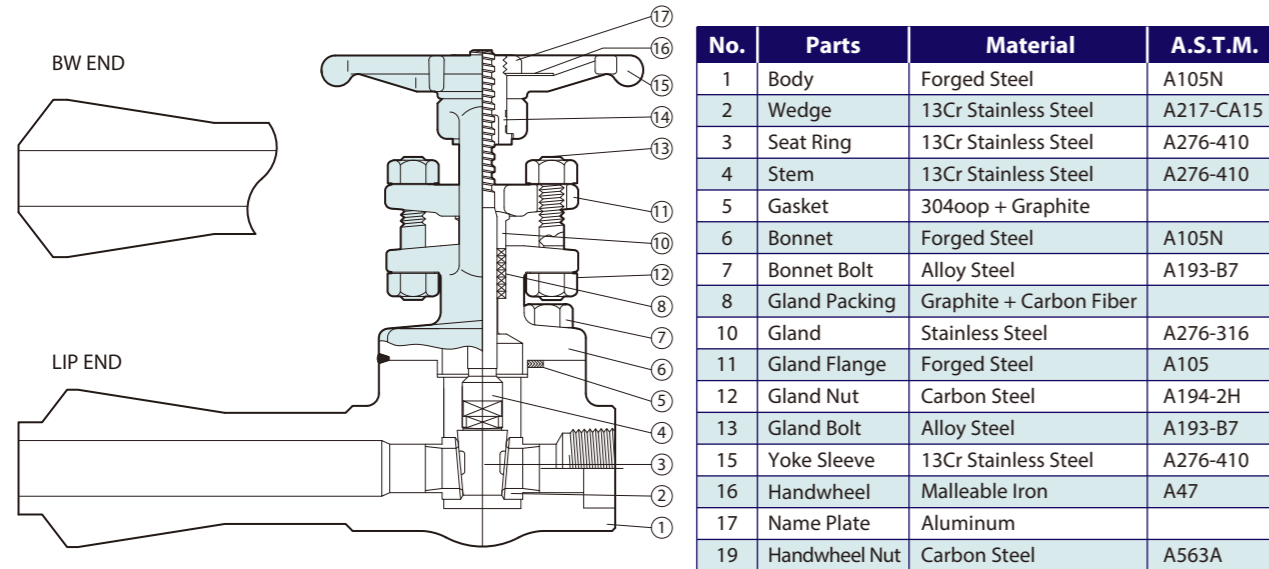 BW END
LIP END
17
16
15
14
13
11
10
12
8
7
6
5
4
3
2
1
No. Parts Material A.S.T.M.
1 Body Forged Steel A105N
2 Wedge 13Cr Stainless Steel A217-CA15
3 Seat Ring 13Cr Stainless Steel A276-410
4 Stem 13Cr Stainless Steel A276-410
5 Gasket 304oop + Graphite
6 Bonnet Forged Steel A105N
7 Bonnet Bolt Alloy Steel A193-B7
8 Gland Packing Graphite + Carbon Fiber
10 Gland Stainless Steel A276-316
11 Gland Flange Forged Steel A105
12 Gland Nut Carbon Steel A194-2H
13 Gland Bolt Alloy Steel A193-B7
15 Yoke Sleeve 13Cr Stainless Steel A276-410
16 Handwheel Malleable Iron A47
17 Name Plate Aluminum
19 Handwheel Nut Carbon Steel A563A